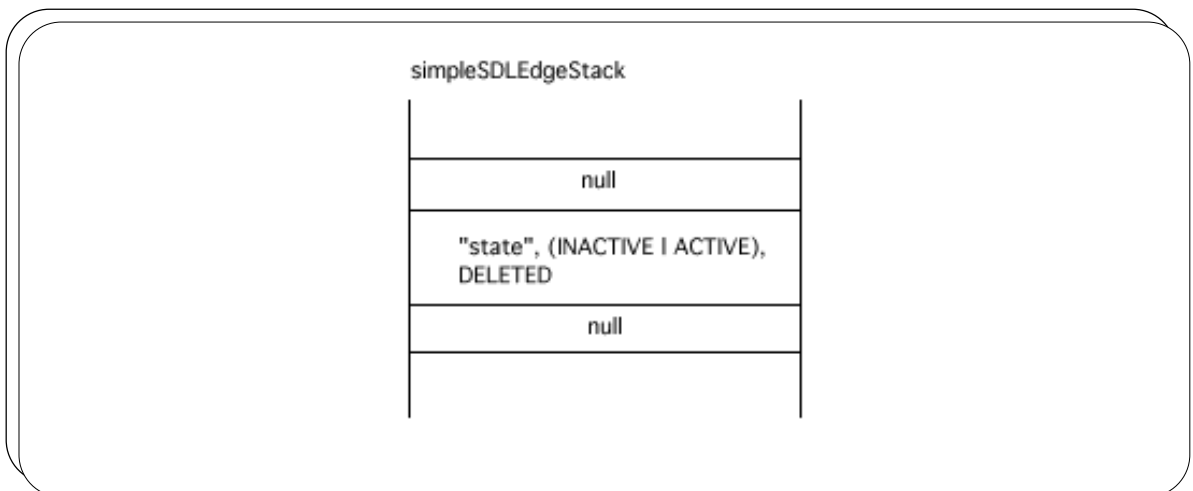 simpleSDLEdgeStack
null
"state", (INACTIVE | ACTIVE),
DELETED
null